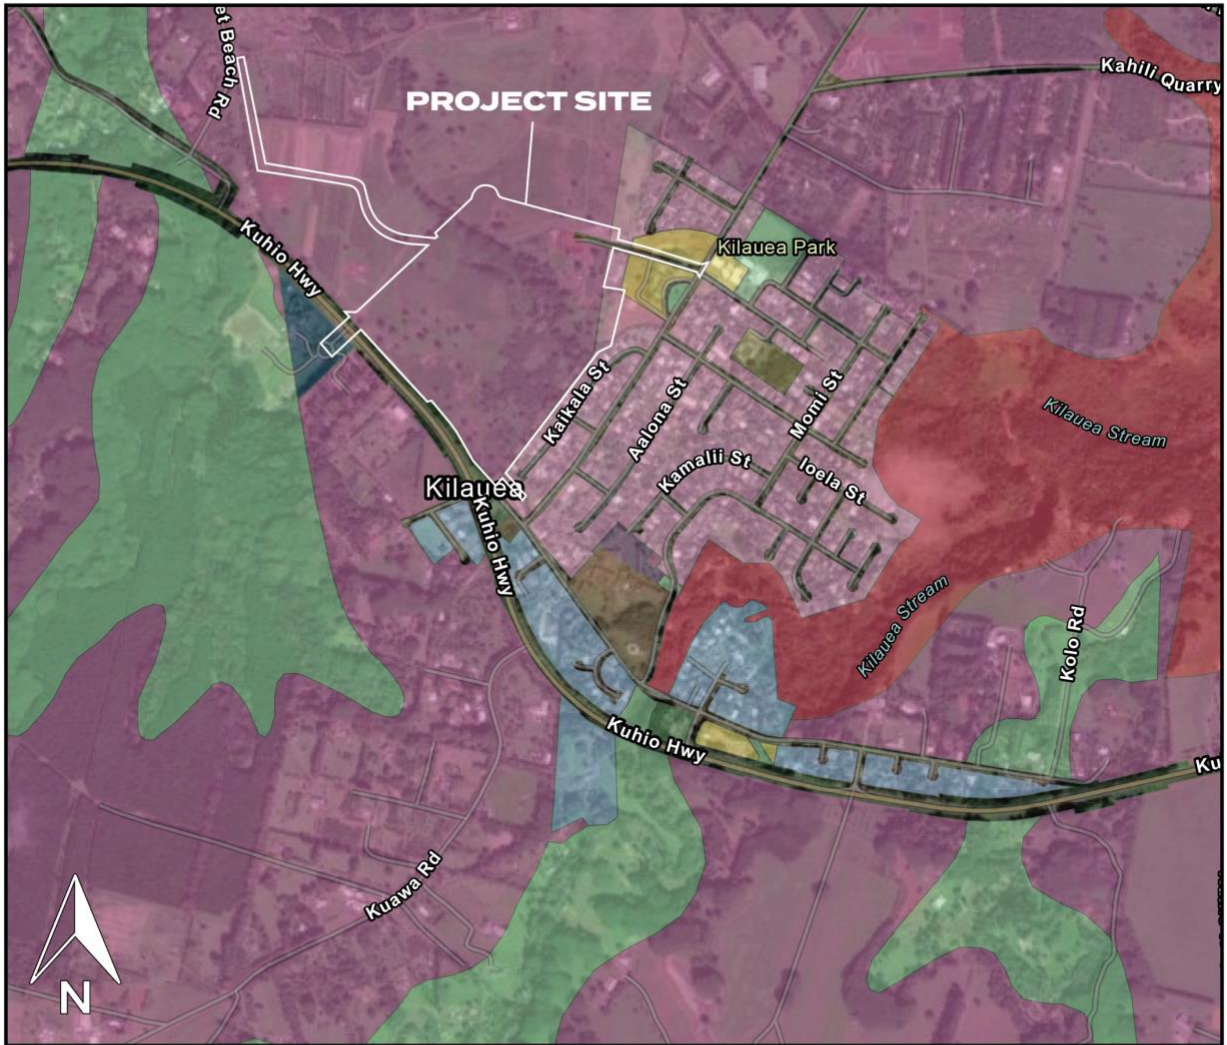 at Beach Rd
Kahili Quarry
PROJECT SITE
Kuhio Hwy
Kilauea Park
Kaikala St
Aalona St
Momi St
Kilauea Stream
Kamalii St
Ioela St
Kilauea
Kuhio Hwy
Kilauea Stream
Kolo Rd
Kuhio Hwy
Ku
Kuawa Rd
N